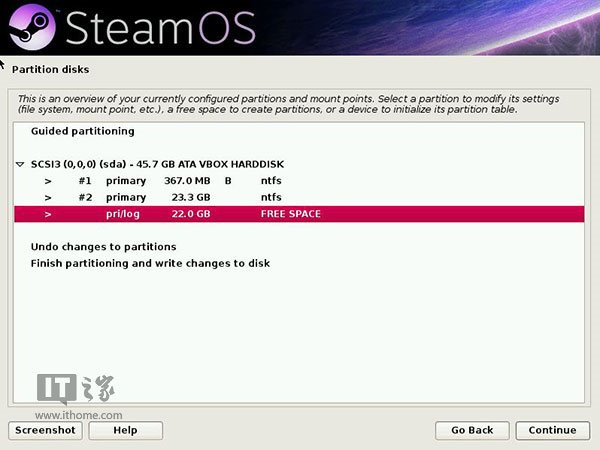 SteamOS
Partition disks
This is an overview of your currently configured partitions and mount points. Select a partition to modify its settings
(file system, mount point, etc.), a free space to create partitions, or a device to initialize its partition table.
Guided partitioning
SCSI3 (0,0,0) (sda) - 45.7 GB ATA VBOX HARDDISK
> #1 primary 367.0 MB B ntfs
> #2 primary 23.3 GB ntfs
> pri/log 22.0 GB FREE SPACE
Undo changes to partitions
Finish partitioning and write changes to disk
IT之家
www.ithome.com
Screenshot Help Go Back Continue